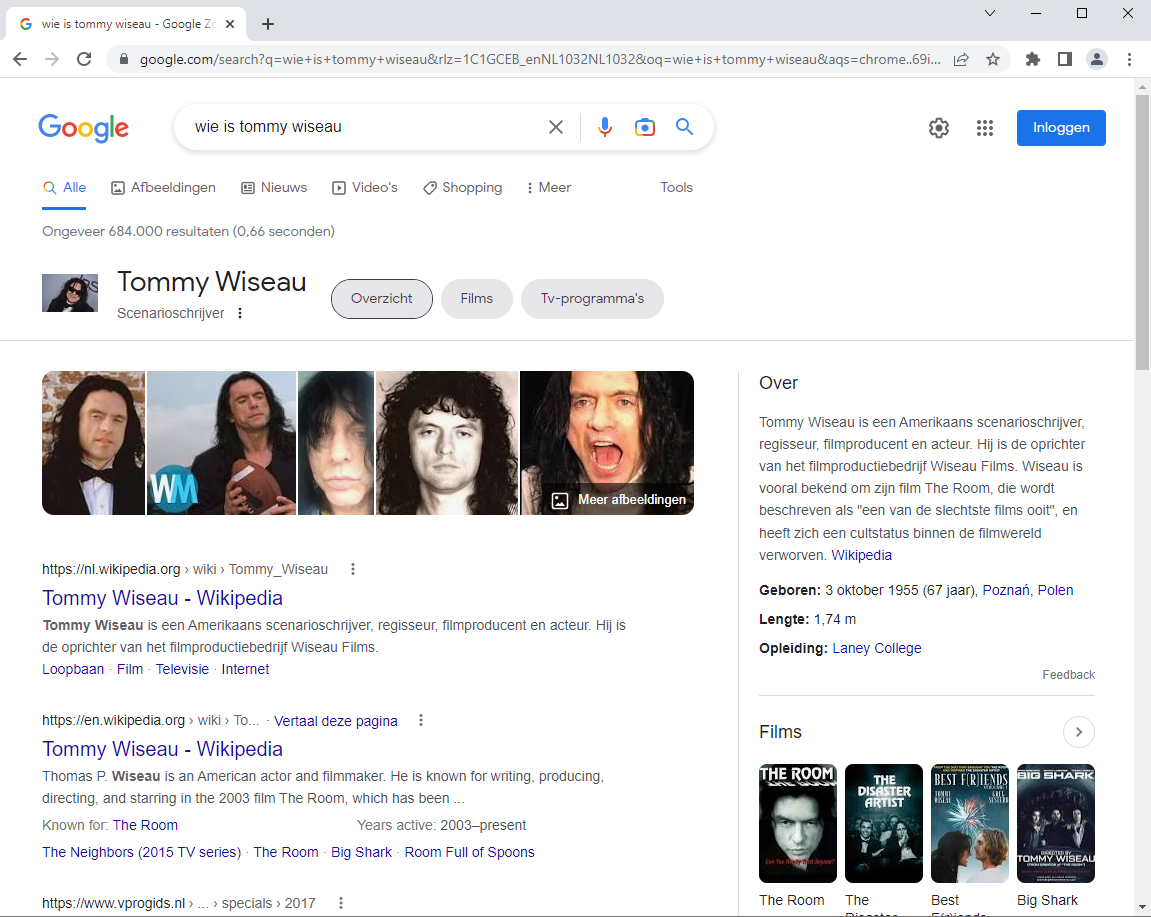 wie is tommy wiseau - Google Zo
google.com/search?q=wie+is+tommy+wiseau&rlz=1C1GCEB_enNL1032NL1032&oq=wie+is+tommy+wiseau&aqs=chrome..69i...
Google
wie is tommy wiseau
Inloggen
Alle
Afbeeldingen
Nieuws
Video's
Shopping
Meer
Tools
Ongeveer 684.000 resultaten (0,66 seconden)
Tommy Wiseau
Scenarioschrijver
Overzicht
Films
Tv-programma's
WM
Meer afbeeldingen
https://nl.wikipedia.org › wiki › Tommy_Wiseau
Tommy Wiseau - Wikipedia
Tommy Wiseau is een Amerikaans scenarioschrijver, regisseur, filmproducent en acteur. Hij is
de oprichter van het filmproductiebedrijf Wiseau Films.
Loopbaan · Film · Televisie · Internet
https://en.wikipedia.org › wiki › To... · Vertaal deze pagina
Tommy Wiseau - Wikipedia
Thomas P. Wiseau is an American actor and filmmaker. He is known for writing, producing,
directing, and starring in the 2003 film The Room, which has been ...
Known for: The Room
Years active: 2003–present
The Neighbors (2015 TV series) · The Room · Big Shark · Room Full of Spoons
https://www.vprogids.nl › ... › specials › 2017
Over
Tommy Wiseau is een Amerikaans scenarioschrijver,
regisseur, filmproducent en acteur. Hij is de oprichter
van het filmproductiebedrijf Wiseau Films. Wiseau is
vooral bekend om zijn film The Room, die wordt
beschreven als "een van de slechtste films ooit", en
heeft zich een cultstatus binnen de filmwereld
verworven. Wikipedia
Geboren: 3 oktober 1955 (67 jaar), Poznań, Polen
Lengte: 1,74 m
Opleiding: Laney College
Feedback
Films
THE ROOM
Can You Really Trust Anyone?
THE
DISASTER
ARTIST
BEST F(R)IENDS
TOMMY
WISEAU
GREG
SESTERO
BIG SHARK
DIRECTED BY
TOMMY WISEAU
The Room
The
Disaster
Best
F(r)iends
Big Shark